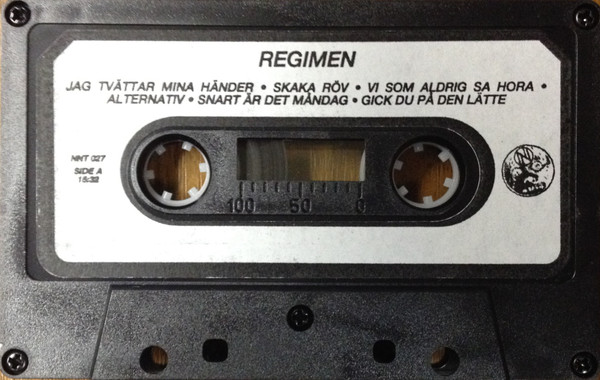 REGIMEN
JAG TVÄTTAR MINA HÄNDER • SKAKA RÖV • VI SOM ALDRIG SA HORA •
ALTERNATIV • SNART ÄR DET MÅNDAG • GICK DU PÅ DEN LÄTTE
NNT 027
SIDE A
15:32
100 50 0